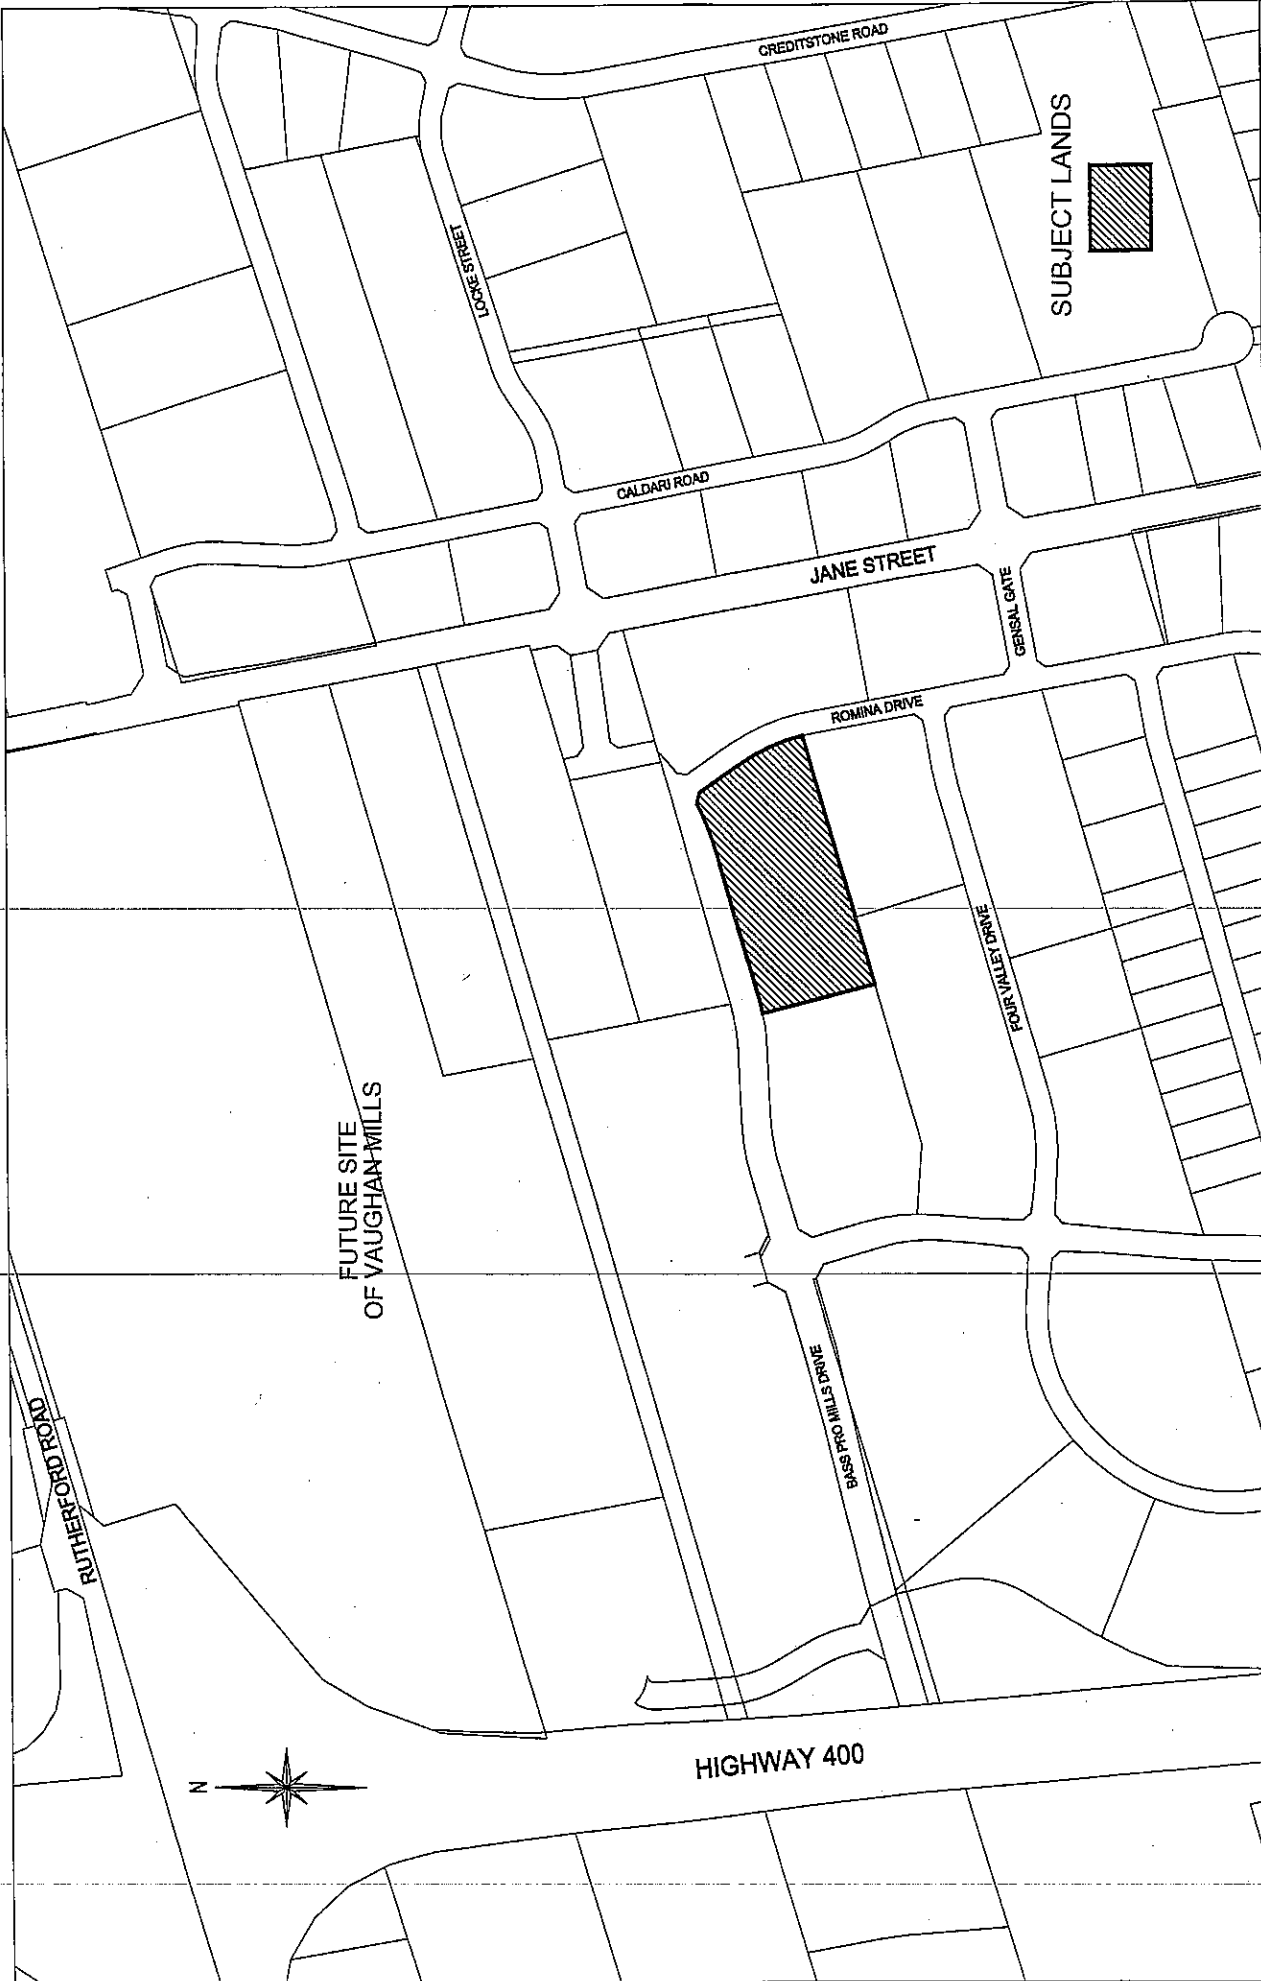 CREDITSTONE ROAD
SUBJECT LANDS
LOCKE STREET
CALDARI ROAD
JANE STREET
GENSAL GATE
ROMINA DRIVE
FOUR VALLEY DRIVE
FUTURE SITE
OF VAUGHAN MILLS
BASS PRO MILLS DRIVE
RUTHERFORD ROAD
N
HIGHWAY 400